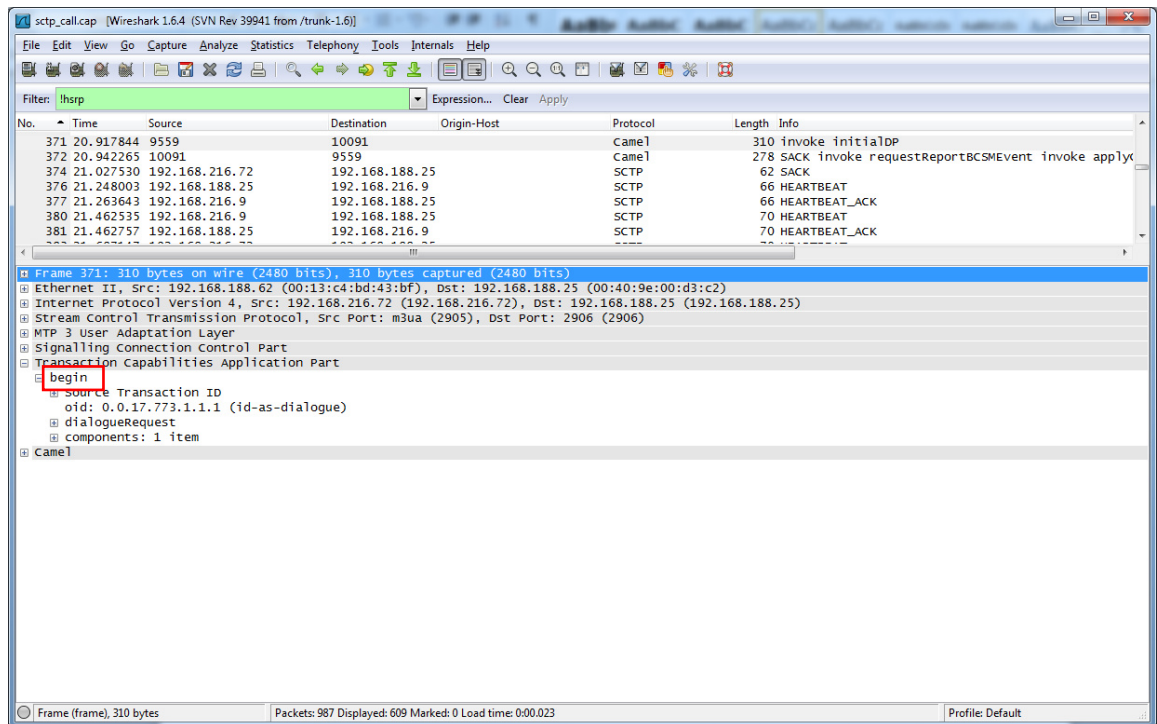 sctp_call.cap [Wireshark 1.6.4 (SVN Rev 39941 from /trunk-1.6)]
File Edit View Go Capture Analyze Statistics Telephony Tools Internals Help
Filter: !hsrp Expression... Clear Apply
No. Time Source Destination Origin-Host Protocol Length Info
371 20.917844 9559 10091 Camel 310 invoke initialDP
372 20.942265 10091 9559 Camel 278 SACK invoke requestReportBCSMEvent invoke apply
374 21.027530 192.168.216.72 192.168.188.25 SCTP 62 SACK
376 21.248003 192.168.188.25 192.168.216.9 SCTP 66 HEARTBEAT
377 21.263643 192.168.216.9 192.168.188.25 SCTP 66 HEARTBEAT_ACK
380 21.462535 192.168.216.9 192.168.188.25 SCTP 70 HEARTBEAT
381 21.462757 192.168.188.25 192.168.216.9 SCTP 70 HEARTBEAT_ACK
Frame 371: 310 bytes on wire (2480 bits), 310 bytes captured (2480 bits)
Ethernet II, Src: 192.168.188.62 (00:13:c4:bd:43:bf), Dst: 192.168.188.25 (00:40:9e:00:d3:c2)
Internet Protocol Version 4, Src: 192.168.216.72 (192.168.216.72), Dst: 192.168.188.25 (192.168.188.25)
Stream Control Transmission Protocol, Src Port: m3ua (2905), Dst Port: 2906 (2906)
MTP 3 User Adaptation Layer
Signalling Connection Control Part
Transaction Capabilities Application Part
begin
Source Transaction ID
oid: 0.0.17.773.1.1.1 (id-as-dialogue)
dialogueRequest
components: 1 item
Camel
Frame (frame), 310 bytes Packets: 987 Displayed: 609 Marked: 0 Load time: 0:00.023 Profile: Default